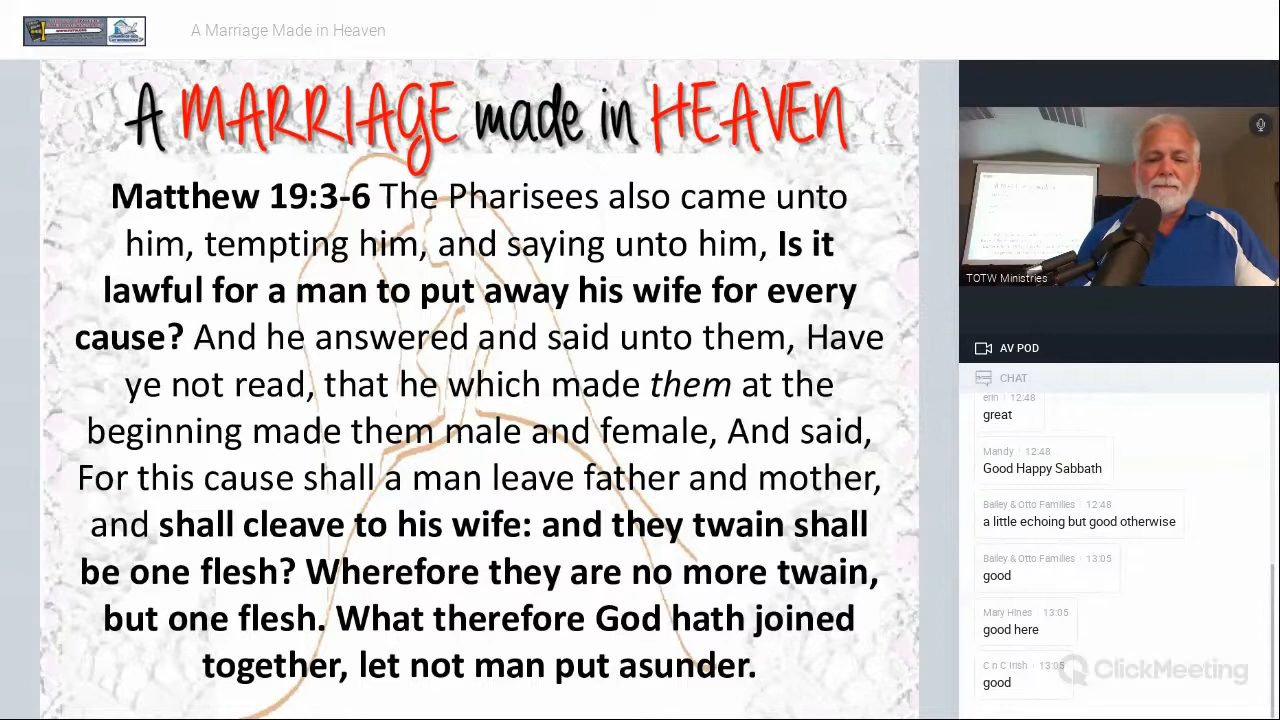 A Marriage Made in Heaven
A MARRIAGE made in HEAVEN
Matthew 19:3-6 The Pharisees also came unto
him, tempting him, and saying unto him, Is it
lawful for a man to put away his wife for every
cause? And he answered and said unto them, Have
ye not read, that he which made them at the
beginning made them male and female, And said,
For this cause shall a man leave father and mother,
and shall cleave to his wife: and they twain shall
be one flesh? Wherefore they are no more twain,
but one flesh. What therefore God hath joined
together, let not man put asunder.
TOTW Ministries
AV POD
CHAT
erin 12:48
great
Mandy 12:48
Good Happy Sabbath
Bailey & Otto Families 12:48
a little echoing but good otherwise
Bailey & Otto Families 13:05
good
Mary Hines 13:05
good here
C n C Irish 13:05
good
ClickMeeting